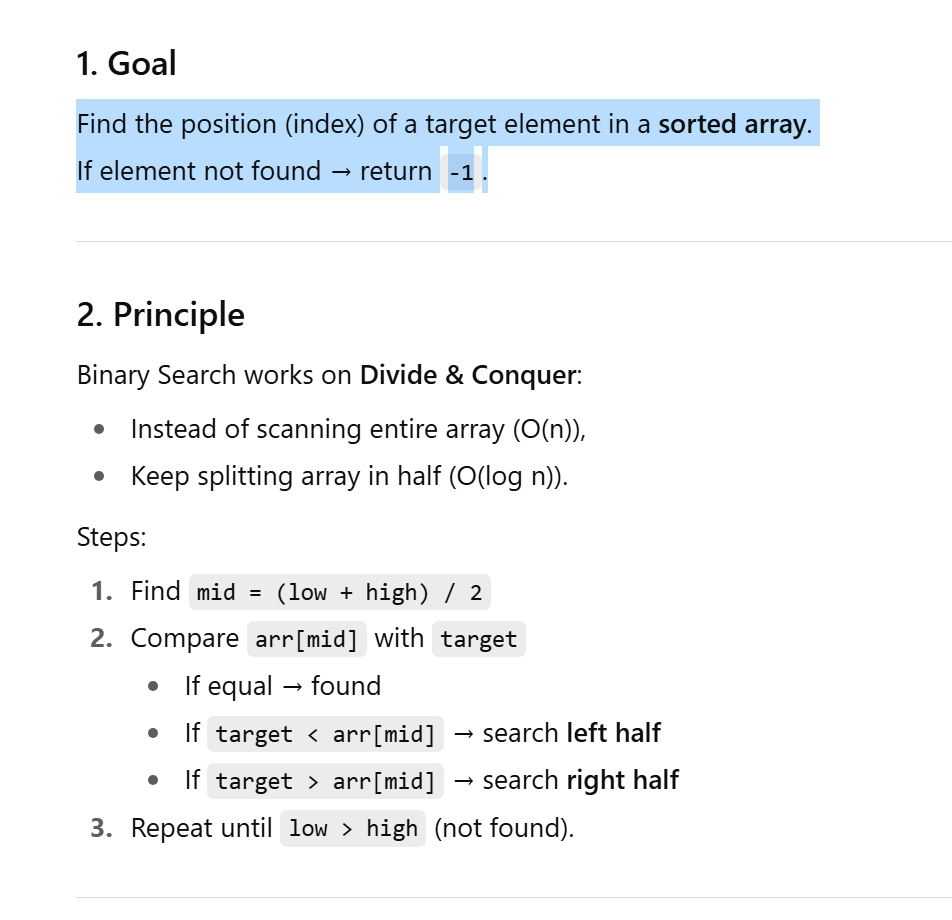 1. Goal
Find the position (index) of a target element in a sorted array.
If element not found → return -1.
2. Principle
Binary Search works on Divide & Conquer:
• Instead of scanning entire array (O(n)),
• Keep splitting array in half (O(log n)).
Steps:
1. Find mid = (low + high) / 2
2. Compare arr[mid] with target
• If equal → found
• If target < arr[mid] → search left half
• If target > arr[mid] → search right half
3. Repeat until low > high (not found).